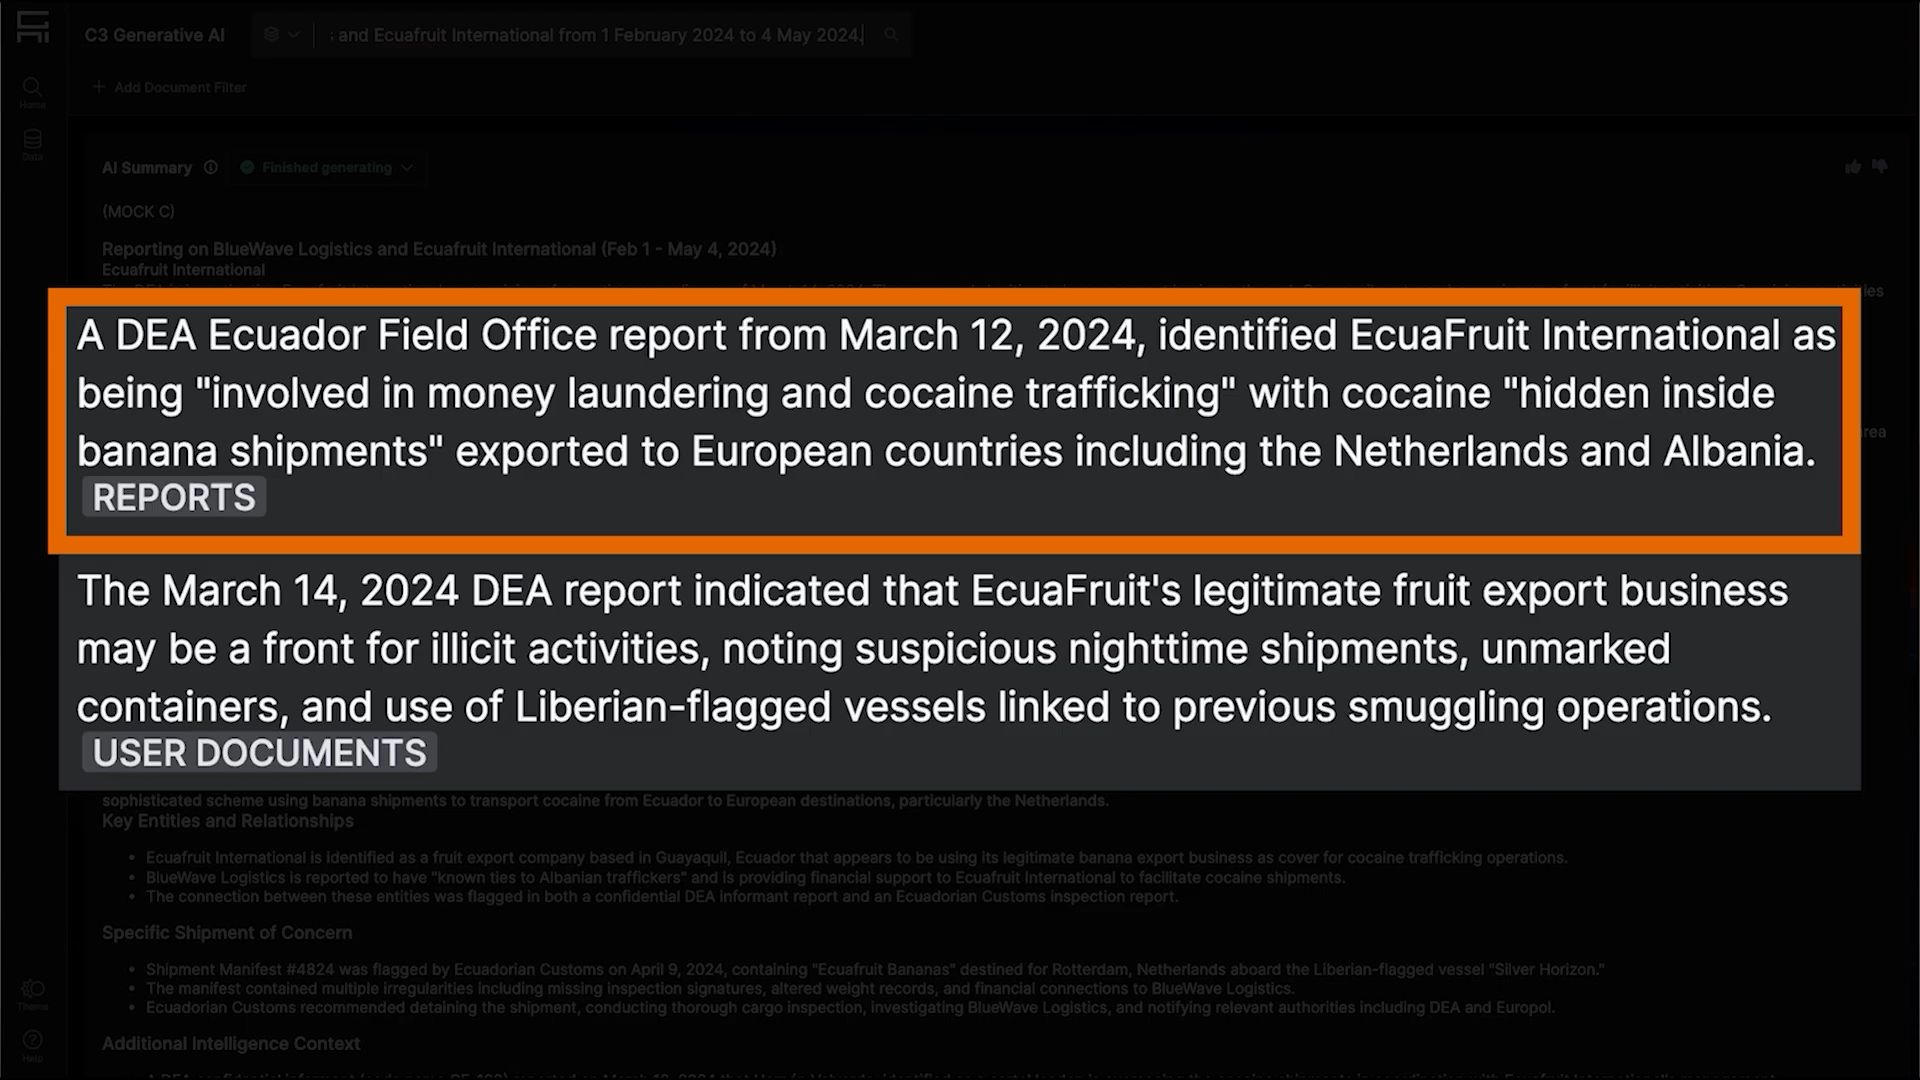 C3 Generative AI
and Ecuafruit International from 1 February 2024 to 4 May 2024.
Add Document Filter
Home
Data
AI Summary
Finished generating
(MOCK C)
Reporting on BlueWave Logistics and Ecuafruit International (Feb 1 - May 4, 2024)
Ecuafruit International
A DEA Ecuador Field Office report from March 12, 2024, identified EcuaFruit International as
being "involved in money laundering and cocaine trafficking" with cocaine "hidden inside
banana shipments" exported to European countries including the Netherlands and Albania.
REPORTS
The March 14, 2024 DEA report indicated that EcuaFruit's legitimate fruit export business
may be a front for illicit activities, noting suspicious nighttime shipments, unmarked
containers, and use of Liberian-flagged vessels linked to previous smuggling operations.
USER DOCUMENTS
sophisticated scheme using banana shipments to transport cocaine from Ecuador to European destinations, particularly the Netherlands.
Key Entities and Relationships
• Ecuafruit International is identified as a fruit export company based in Guayaquil, Ecuador that appears to be using its legitimate banana export business as cover for cocaine trafficking operations.
• BlueWave Logistics is reported to have "known ties to Albanian traffickers" and is providing financial support to Ecuafruit International to facilitate cocaine shipments.
• The connection between these entities was flagged in both a confidential DEA informant report and an Ecuadorian Customs inspection report.
Specific Shipment of Concern
• Shipment Manifest #4824 was flagged by Ecuadorian Customs on April 9, 2024, containing "Ecuafruit Bananas" destined for Rotterdam, Netherlands aboard the Liberian-flagged vessel "Silver Horizon."
• The manifest contained multiple irregularities including missing inspection signatures, altered weight records, and financial connections to BlueWave Logistics.
• Ecuadorian Customs recommended detaining the shipment, conducting thorough cargo inspection, investigating BlueWave Logistics, and notifying relevant authorities including DEA and Europol.
Theme
Help
Additional Intelligence Context